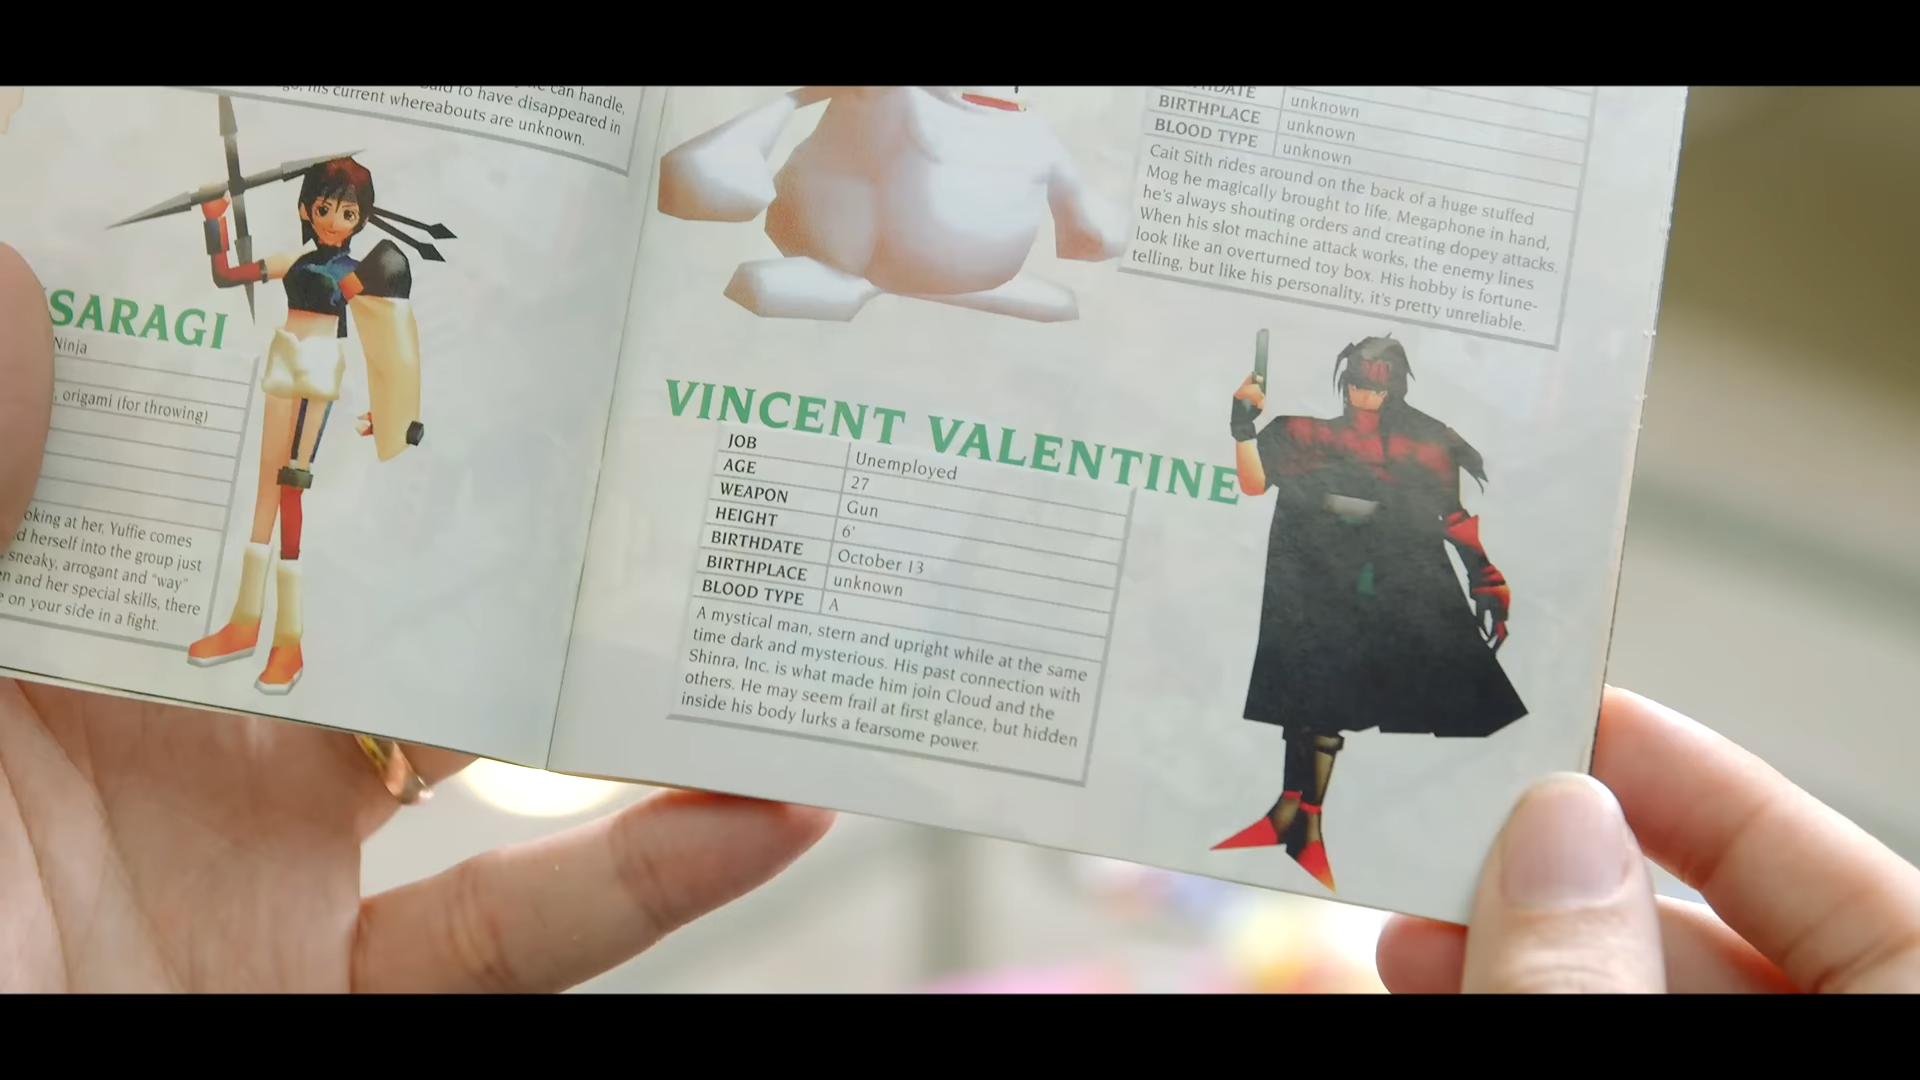 can handle,
to have disappeared in
his current whereabouts are unknown.
SARAGI
Ninja
, origami (for throwing)
oking at her, Yuffie comes
d herself into the group just
sneaky, arrogant and "way"
n and her special skills, there
e on your side in a fight.
unknown
BIRTHPLACE unknown
BLOOD TYPE unknown
Cait Sith rides around on the back of a huge stuffed
Mog he magically brought to life. Megaphone in hand,
he's always shouting orders and creating dopey attacks.
When his slot machine attack works, the enemy lines
look like an overturned toy box. His hobby is fortune-
telling, but like his personality, it's pretty unreliable.
VINCENT VALENTINE
JOB Unemployed
AGE 27
WEAPON Gun
HEIGHT 6'
BIRTHDATE October 13
BIRTHPLACE unknown
BLOOD TYPE A
A mystical man, stern and upright while at the same
time dark and mysterious. His past connection with
Shinra, Inc. is what made him join Cloud and the
others. He may seem frail at first glance, but hidden
inside his body lurks a fearsome power.